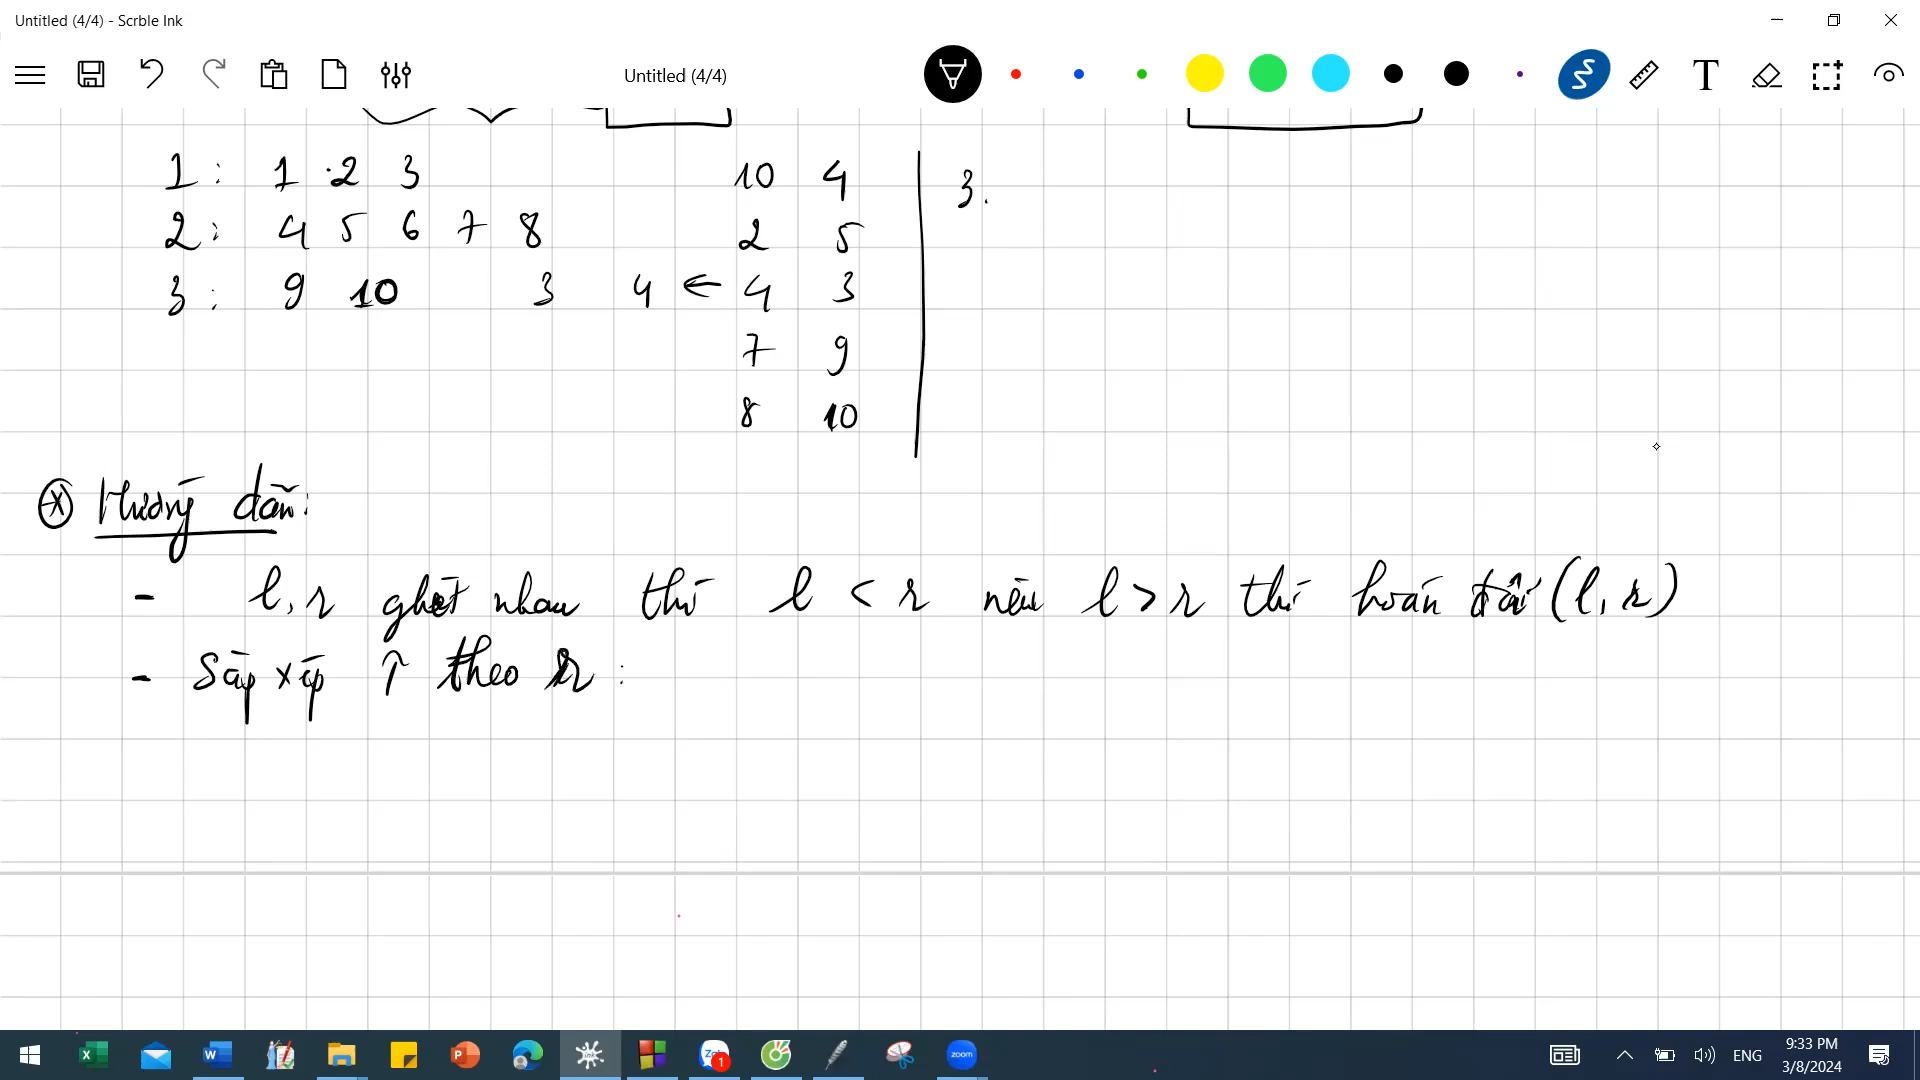 Untitled (4/4) - Scrble Ink
Untitled (4/4)
T
1: 1 2 3 10 4 3.
2: 4 5 6 7 8 2 5
3: 9 10 3 4 ← 4 3
7 9
8 10
Hướng dẫn:
- l, r ghét nhau thì l < r nếu l > r thì hoán đổi (l, r)
- Sắp xếp ↑ theo r:
ENG
9:33 PM
3/8/2024
zoom
1